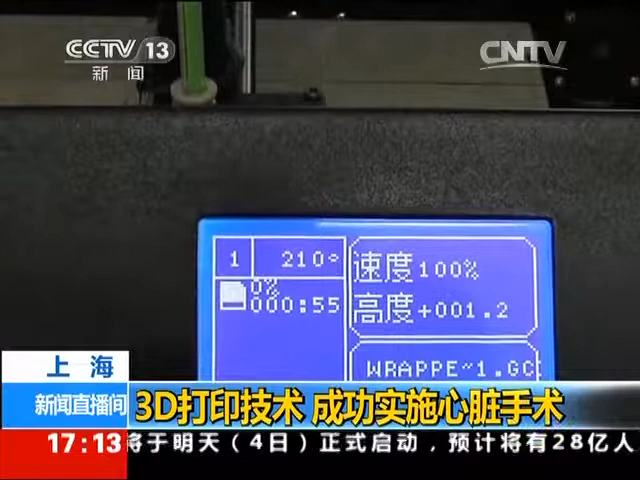 CCTV 13
新闻
CNTV
1 210°
速度100%
0%
000:55
高度+001.2
WRAPPE~1.GC
上海
新闻直播间
3D打印技术 成功实施心脏手术
17:13
将于明天（4日）正式启动，预计将有28亿人